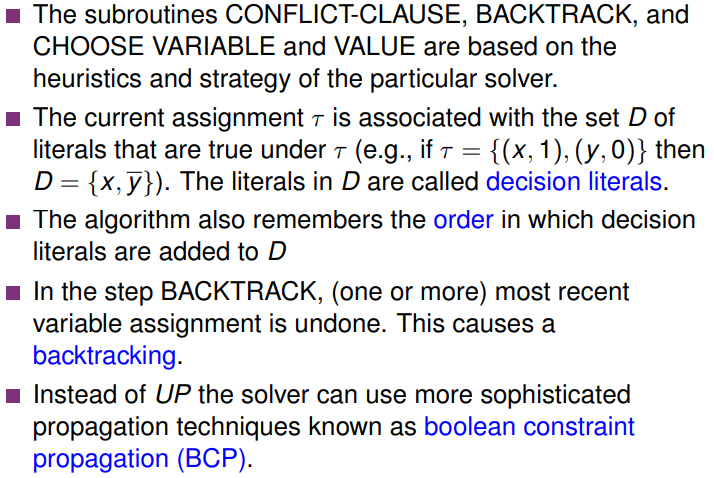 The subroutines CONFLICT-CLAUSE, BACKTRACK, and
CHOOSE VARIABLE and VALUE are based on the
heuristics and strategy of the particular solver.
The current assignment τ is associated with the set D of
literals that are true under τ (e.g., if τ = {(x, 1), (y, 0)} then
D = {x, y̅}). The literals in D are called decision literals.
The algorithm also remembers the order in which decision
literals are added to D
In the step BACKTRACK, (one or more) most recent
variable assignment is undone. This causes a
backtracking.
Instead of UP the solver can use more sophisticated
propagation techniques known as boolean constraint
propagation (BCP).